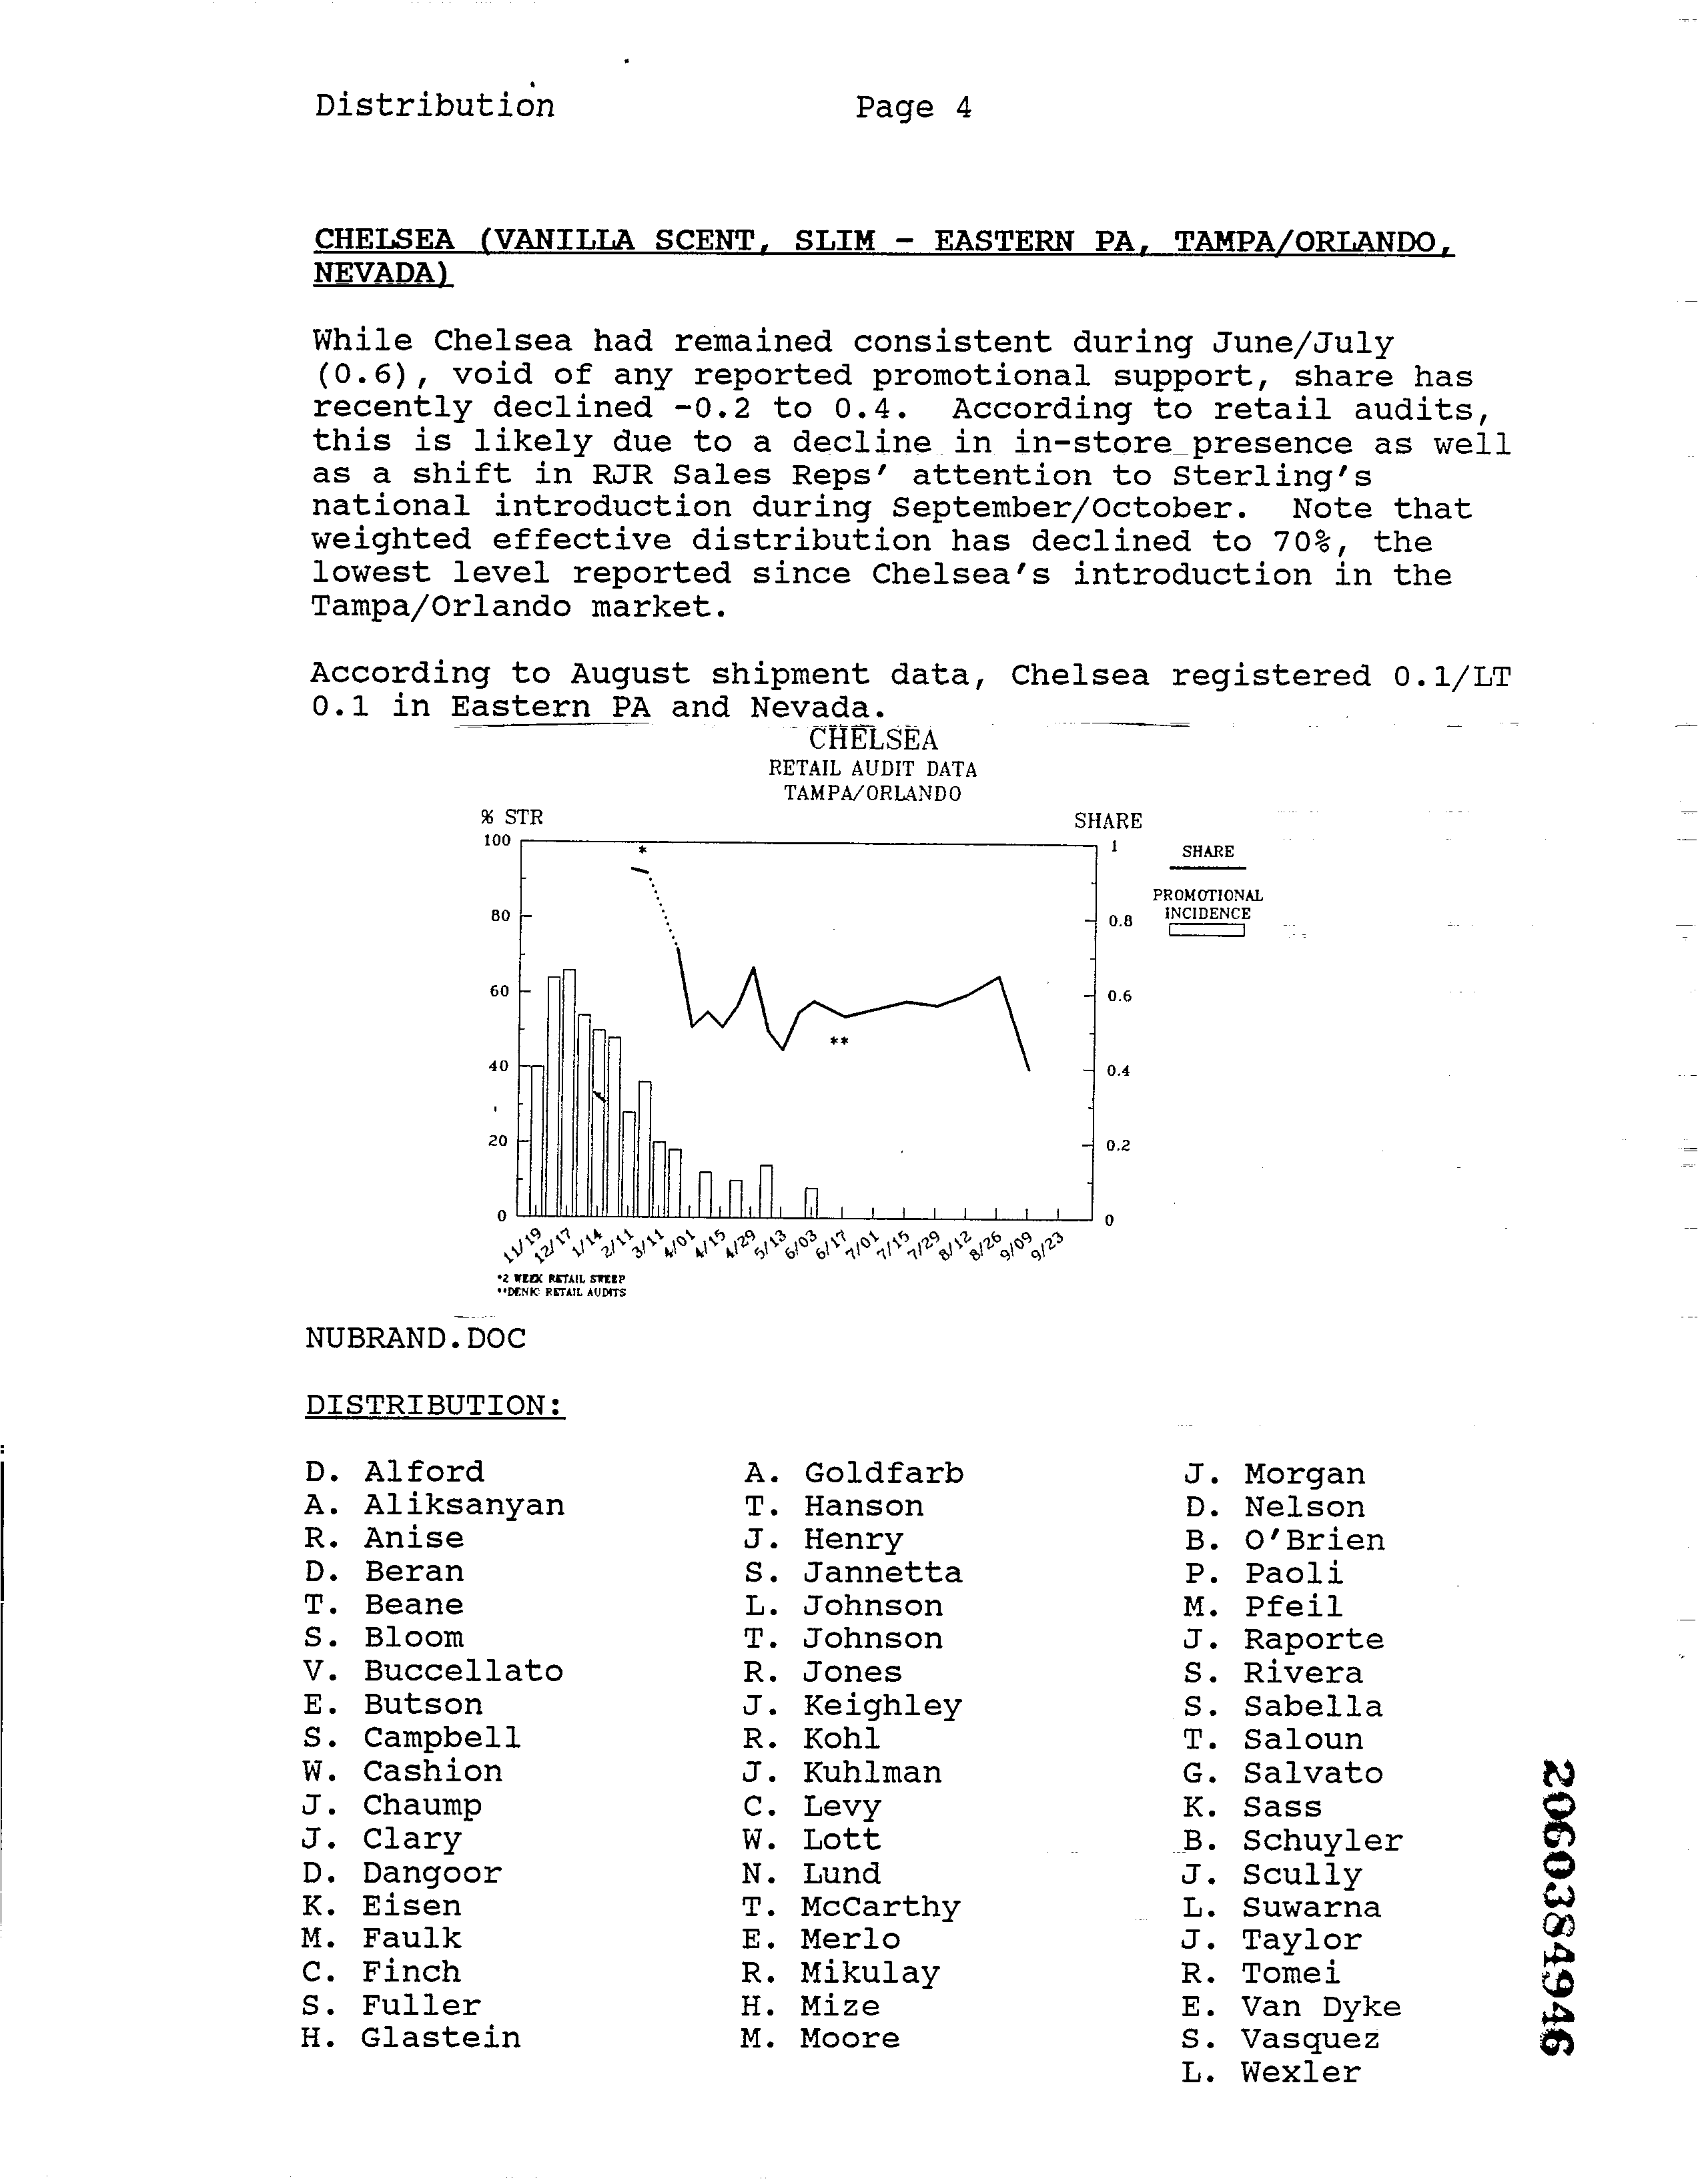 Distribution Page 4
CHELSEA (VANILLA SCENT, SLIM - EASTERN PA, TAMPA/ORLANDO,
NEVADA)
While Chelsea had remained consistent during June/July
(0.6), void of any reported promotional support, share has
recently declined -0.2 to 0.4. According to retail audits,
this is likely due to a decline in in-store presence as well
as a shift in RJR Sales Reps' attention to Sterling's
national introduction during September/October. Note that
weighted effective distribution has declined to 70%, the
lowest level reported since Chelsea's introduction in the
Tampa/Orlando market.
According to August shipment data, Chelsea registered 0.1/LT
0.1 in Eastern PA and Nevada.
CHELSEA
RETAIL AUDIT DATA
TAMPA/ORLANDO
% STR
SHARE
100
80
60
40
20
0
*
**
1
0.8
0.6
0.4
0.2
0
SHARE
PROMOTIONAL
INCIDENCE
11/19 12/17 1/14 2/11 3/11 4/01 4/15 4/29 5/13 6/03 6/17 7/01 7/15 7/29 8/12 8/26 9/09 9/23
*2 WEEK RETAIL SWEEP
** RETAIL AUDITS
NUBRAND.DOC
DISTRIBUTION:
D. Alford
A. Aliksanyan
R. Anise
D. Beran
T. Beane
S. Bloom
V. Buccellato
E. Butson
S. Campbell
W. Cashion
J. Chaump
J. Clary
D. Dangoor
K. Eisen
M. Faulk
C. Finch
S. Fuller
H. Glastein
A. Goldfarb
T. Hanson
J. Henry
S. Jannetta
L. Johnson
T. Johnson
R. Jones
J. Keighley
R. Kohl
J. Kuhlman
C. Levy
W. Lott
N. Lund
T. McCarthy
E. Merlo
R. Mikulay
H. Mize
M. Moore
J. Morgan
D. Nelson
B. O'Brien
P. Paoli
M. Pfeil
J. Raporte
S. Rivera
S. Sabella
T. Saloun
G. Salvato
K. Sass
B. Schuyler
J. Scully
L. Suwarna
J. Taylor
R. Tomei
E. Van Dyke
S. Vasquez
L. Wexler
2060384946